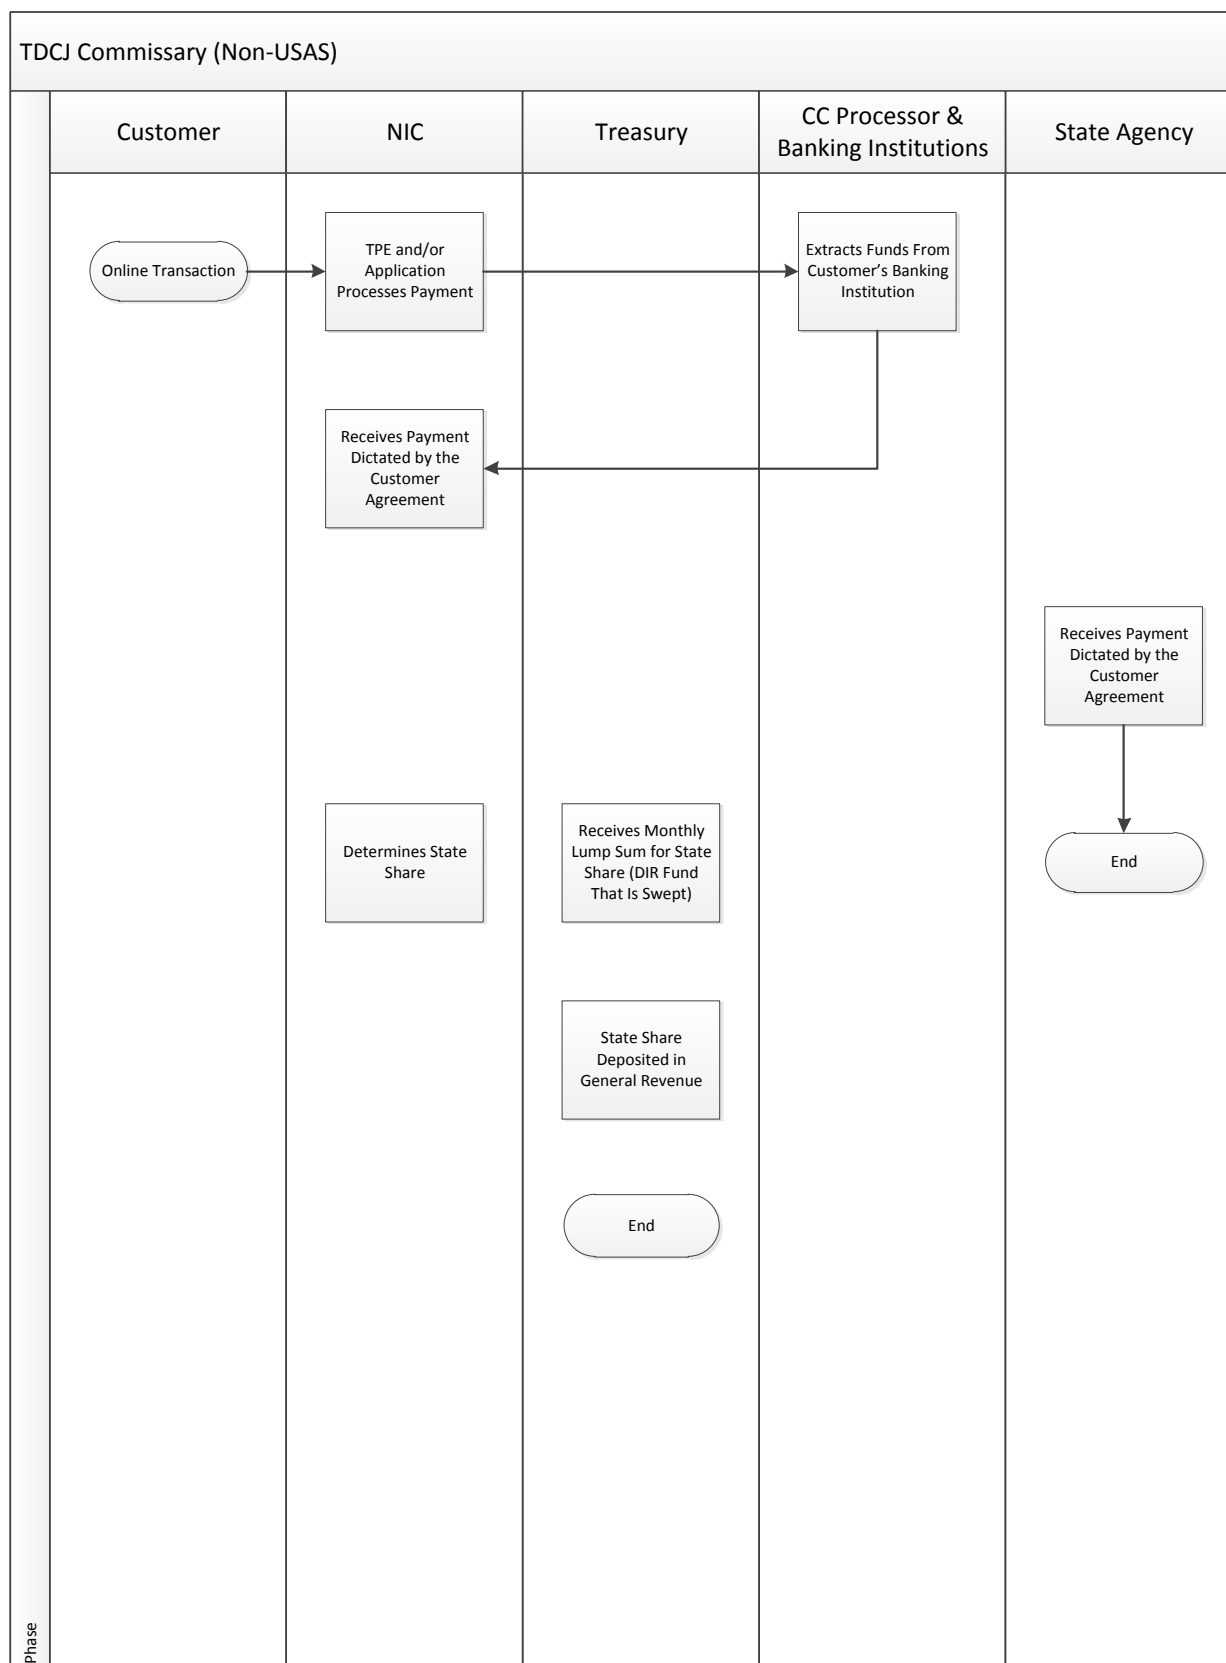 TDCJ Commissary (Non-USAS)
Customer
NIC
Treasury
CC Processor &
Banking Institutions
State Agency
Online Transaction
TPE and/or
Application
Processes Payment
Extracts Funds From
Customer’s Banking
Institution
Receives Payment
Dictated by the
Customer
Agreement
Receives Payment
Dictated by the
Customer
Agreement
Determines State
Share
Receives Monthly
Lump Sum for State
Share (DIR Fund
That Is Swept)
End
State Share
Deposited in
General Revenue
End
Phase